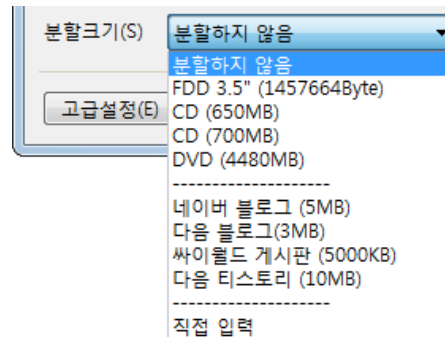 분할크기(S) 분할하지 않음
분할하지 않음
FDD 3.5" (1457664Byte)
고급설정(E) CD (650MB)
CD (700MB)
DVD (4480MB)
--------------------
네이버 블로그 (5MB)
다음 블로그(3MB)
싸이월드 게시판 (5000KB)
다음 티스토리 (10MB)
--------------------
직접 입력